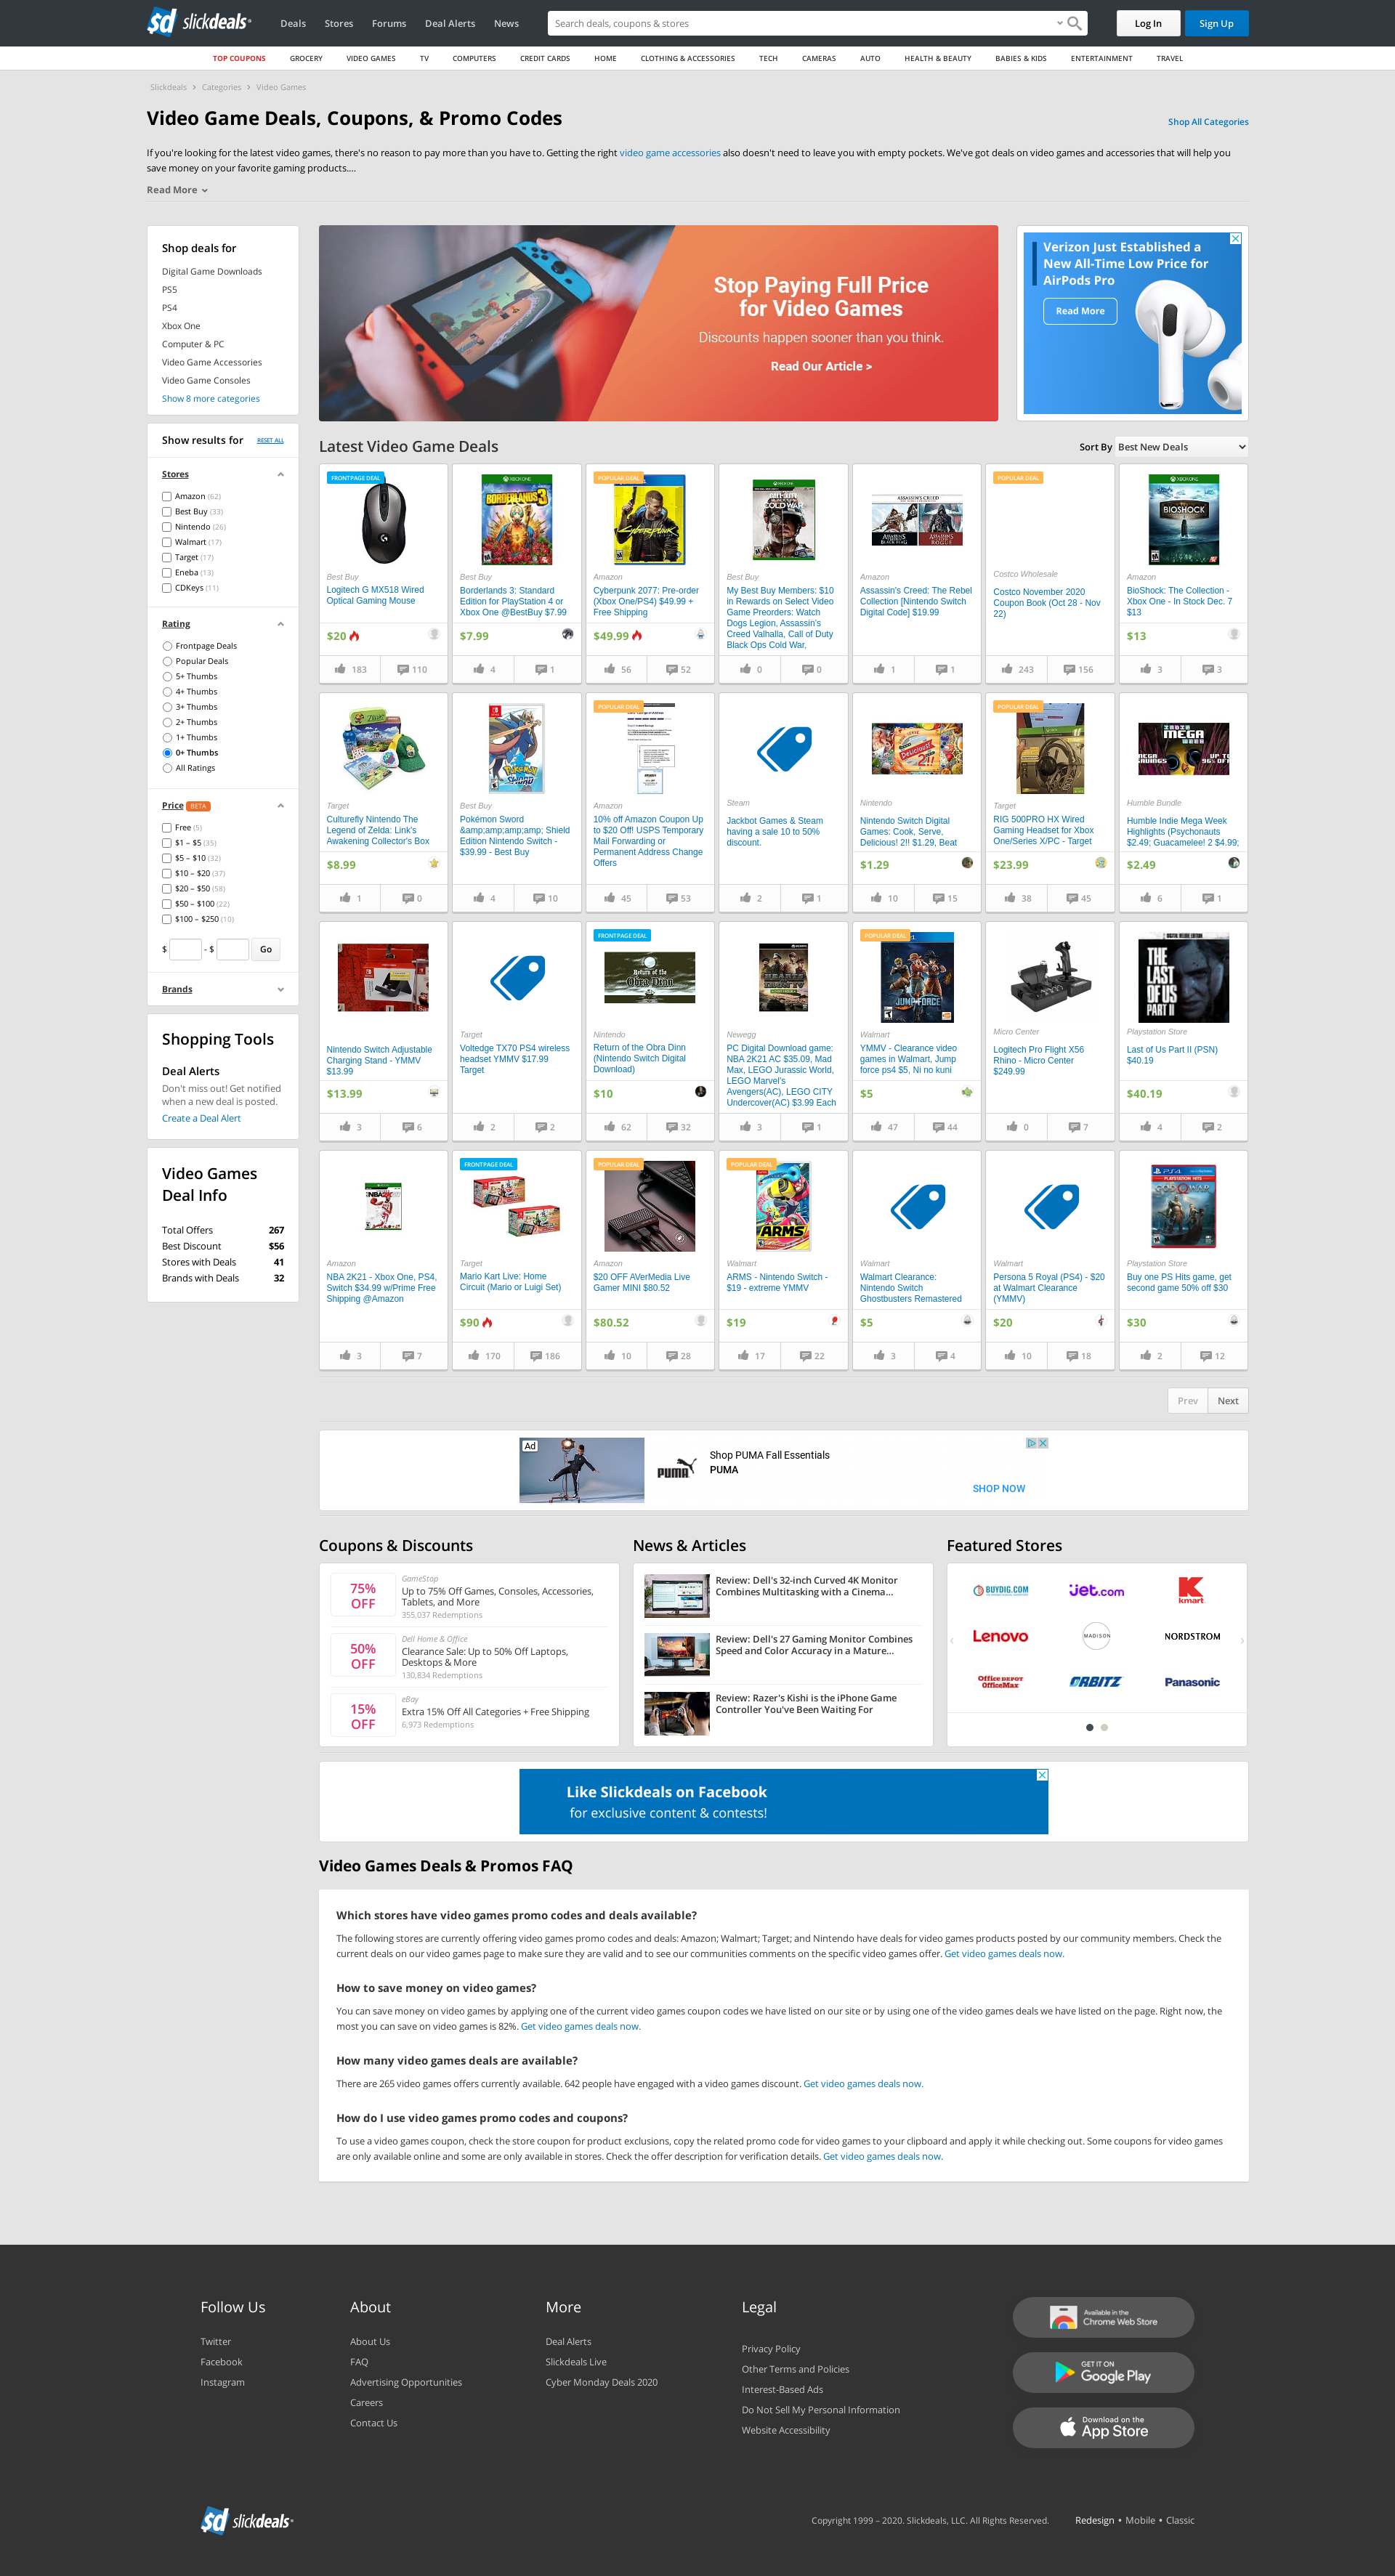 sd slickdeals
Deals Stores Forums Deal Alerts News
Search deals, coupons & stores
Log In
Sign Up
TOP COUPONS GROCERY VIDEO GAMES TV COMPUTERS CREDIT CARDS HOME CLOTHING & ACCESSORIES TECH CAMERAS AUTO HEALTH & BEAUTY BABIES & KIDS ENTERTAINMENT TRAVEL
Slickdeals › Categories › Video Games
Video Game Deals, Coupons, & Promo Codes
Shop All Categories
If you're looking for the latest video games, there's no reason to pay more than you have to. Getting the right video game accessories also doesn't need to leave you with empty pockets. We've got deals on video games and accessories that will help you
save money on your favorite gaming products....
Read More
Shop deals for
Digital Game Downloads
PS5
PS4
Xbox One
Computer & PC
Video Game Accessories
Video Game Consoles
Show 8 more categories
Show results for RESET ALL
Stores
Amazon (62)
Best Buy (33)
Nintendo (26)
Walmart (17)
Target (17)
Eneba (13)
CDKeys (11)
Rating
Frontpage Deals
Popular Deals
5+ Thumbs
4+ Thumbs
3+ Thumbs
2+ Thumbs
1+ Thumbs
0+ Thumbs
All Ratings
Price BETA
Free (5)
$1 – $5 (35)
$5 – $10 (32)
$10 – $20 (37)
$20 – $50 (58)
$50 – $100 (22)
$100 – $250 (10)
$ - $ Go
Brands
Shopping Tools
Deal Alerts
Don't miss out! Get notified
when a new deal is posted.
Create a Deal Alert
Video Games
Deal Info
Total Offers 267
Best Discount $56
Stores with Deals 41
Brands with Deals 32
Stop Paying Full Price
for Video Games
Discounts happen sooner than you think.
Read Our Article >
Verizon Just Established a
New All-Time Low Price for
AirPods Pro
Read More
Latest Video Game Deals
Sort By Best New Deals
FRONTPAGE DEAL
Best Buy
Logitech G MX518 Wired
Optical Gaming Mouse
$20
183 110
BORDERLANDS 3
Best Buy
Borderlands 3: Standard
Edition for PlayStation 4 or
Xbox One @BestBuy $7.99
$7.99
4 1
POPULAR DEAL
Amazon
Cyberpunk 2077: Pre-order
(Xbox One/PS4) $49.99 +
Free Shipping
$49.99
56 52
COLD WAR
Best Buy
My Best Buy Members: $10
in Rewards on Select Video
Game Preorders: Watch
Dogs Legion, Assassin's
Creed Valhalla, Call of Duty
Black Ops Cold War,
0 0
Amazon
Assassin's Creed: The Rebel
Collection [Nintendo Switch
Digital Code] $19.99
1 1
POPULAR DEAL
Costco Wholesale
Costco November 2020
Coupon Book (Oct 28 - Nov
22)
243 156
BIOSHOCK
Amazon
BioShock: The Collection -
Xbox One - In Stock Dec. 7
$13
$13
3 3
Target
Culturefly Nintendo The
Legend of Zelda: Link's
Awakening Collector's Box
$8.99
1 0
Best Buy
Pokémon Sword
&amp;amp;amp;amp; Shield
Edition Nintendo Switch -
$39.99 - Best Buy
4 10
POPULAR DEAL
Amazon
10% off Amazon Coupon Up
to $20 Off! USPS Temporary
Mail Forwarding or
Permanent Address Change
Offers
45 53
Steam
Jackbot Games & Steam
having a sale 10 to 50%
discount.
2 1
Delicious! 2!!
Nintendo
Nintendo Switch Digital
Games: Cook, Serve,
Delicious! 2!! $1.29, Beat
$1.29
10 15
POPULAR DEAL
Target
RIG 500PRO HX Wired
Gaming Headset for Xbox
One/Series X/PC - Target
$23.99
38 45
INDIE
MEGA
WEEK
Humble Bundle
Humble Indie Mega Week
Highlights (Psychonauts
$2.49; Guacamelee! 2 $4.99;
$2.49
6 1
Nintendo Switch Adjustable
Charging Stand - YMMV
$13.99
$13.99
3 6
Target
Voltedge TX70 PS4 wireless
headset YMMV $17.99
Target
2 2
FRONTPAGE DEAL
Return of the
Obra Dinn
Nintendo
Return of the Obra Dinn
(Nintendo Switch Digital
Download)
$10
62 32
Newegg
PC Digital Download game:
NBA 2K21 AC $35.09, Mad
Max, LEGO Jurassic World,
LEGO Marvel's
Avengers(AC), LEGO CITY
Undercover(AC) $3.99 Each
3 1
POPULAR DEAL
JUMP FORCE
Walmart
YMMV - Clearance video
games in Walmart, Jump
force ps4 $5, Ni no kuni
$5
47 44
Micro Center
Logitech Pro Flight X56
Rhino - Micro Center
$249.99
0 7
THE
LAST
OF US
PART II
Playstation Store
Last of Us Part II (PSN)
$40.19
$40.19
4 2
Amazon
NBA 2K21 - Xbox One, PS4,
Switch $34.99 w/Prime Free
Shipping @Amazon
3 7
FRONTPAGE DEAL
Target
Mario Kart Live: Home
Circuit (Mario or Luigi Set)
$90
170 186
POPULAR DEAL
Amazon
$20 OFF AVerMedia Live
Gamer MINI $80.52
$80.52
10 28
POPULAR DEAL
ARMS
Walmart
ARMS - Nintendo Switch -
$19 - extreme YMMV
$19
17 22
Walmart
Walmart Clearance:
Nintendo Switch
Ghostbusters Remastered
$5
3 4
Walmart
Persona 5 Royal (PS4) - $20
at Walmart Clearance
(YMMV)
$20
10 18
Playstation Store
Buy one PS Hits game, get
second game 50% off $30
$30
2 12
Prev Next
Ad
PUMA
Shop PUMA Fall Essentials
PUMA
SHOP NOW
Coupons & Discounts
75%
OFF
GameStop
Up to 75% Off Games, Consoles, Accessories,
Tablets, and More
355,037 Redemptions
50%
OFF
Dell Home & Office
Clearance Sale: Up to 50% Off Laptops,
Desktops & More
130,834 Redemptions
15%
OFF
eBay
Extra 15% Off All Categories + Free Shipping
6,973 Redemptions
News & Articles
Review: Dell's 32-inch Curved 4K Monitor
Combines Multitasking with a Cinema...
Review: Dell's 27 Gaming Monitor Combines
Speed and Color Accuracy in a Mature...
Review: Razer's Kishi is the iPhone Game
Controller You've Been Waiting For
Featured Stores
BUYDIG.COM jet.com kmart
Lenovo MADISON NORDSTROM
Office DEPOT OfficeMax ORBITZ Panasonic
Like Slickdeals on Facebook
for exclusive content & contests!
Video Games Deals & Promos FAQ
Which stores have video games promo codes and deals available?
The following stores are currently offering video games promo codes and deals: Amazon; Walmart; Target; and Nintendo have deals for video games products posted by our community members. Check the
current deals on our video games page to make sure they are valid and to see our communities comments on the specific video games offer. Get video games deals now.
How to save money on video games?
You can save money on video games by applying one of the current video games coupon codes we have listed on our site or by using one of the video games deals we have listed on the page. Right now, the
most you can save on video games is 82%. Get video games deals now.
How many video games deals are available?
There are 265 video games offers currently available. 642 people have engaged with a video games discount. Get video games deals now.
How do I use video games promo codes and coupons?
To use a video games coupon, check the store coupon for product exclusions, copy the related promo code for video games to your clipboard and apply it while checking out. Some coupons for video games
are only available online and some are only available in stores. Check the offer description for verification details. Get video games deals now.
Follow Us
Twitter
Facebook
Instagram
About
About Us
FAQ
Advertising Opportunities
Careers
Contact Us
More
Deal Alerts
Slickdeals Live
Cyber Monday Deals 2020
Legal
Privacy Policy
Other Terms and Policies
Interest-Based Ads
Do Not Sell My Personal Information
Website Accessibility
Available in the
Chrome Web Store
GET IT ON
Google Play
Download on the
App Store
sd slickdeals
Copyright 1999 – 2020. Slickdeals, LLC. All Rights Reserved.
Redesign • Mobile • Classic